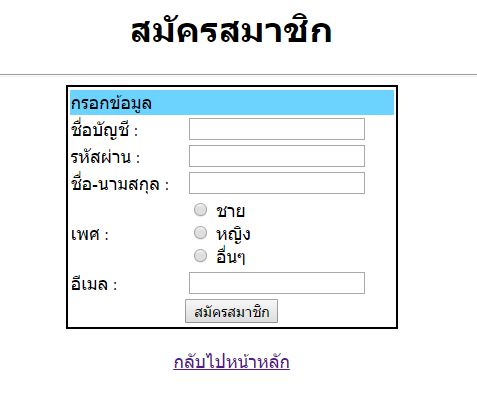 สมัครสมาชิก
กรอกข้อมูล
ชื่อบัญชี :
รหัสผ่าน :
ชื่อ-นามสกุล :
เพศ :
ชาย
หญิง
อื่นๆ
อีเมล :
สมัครสมาชิก
กลับไปหน้าหลัก